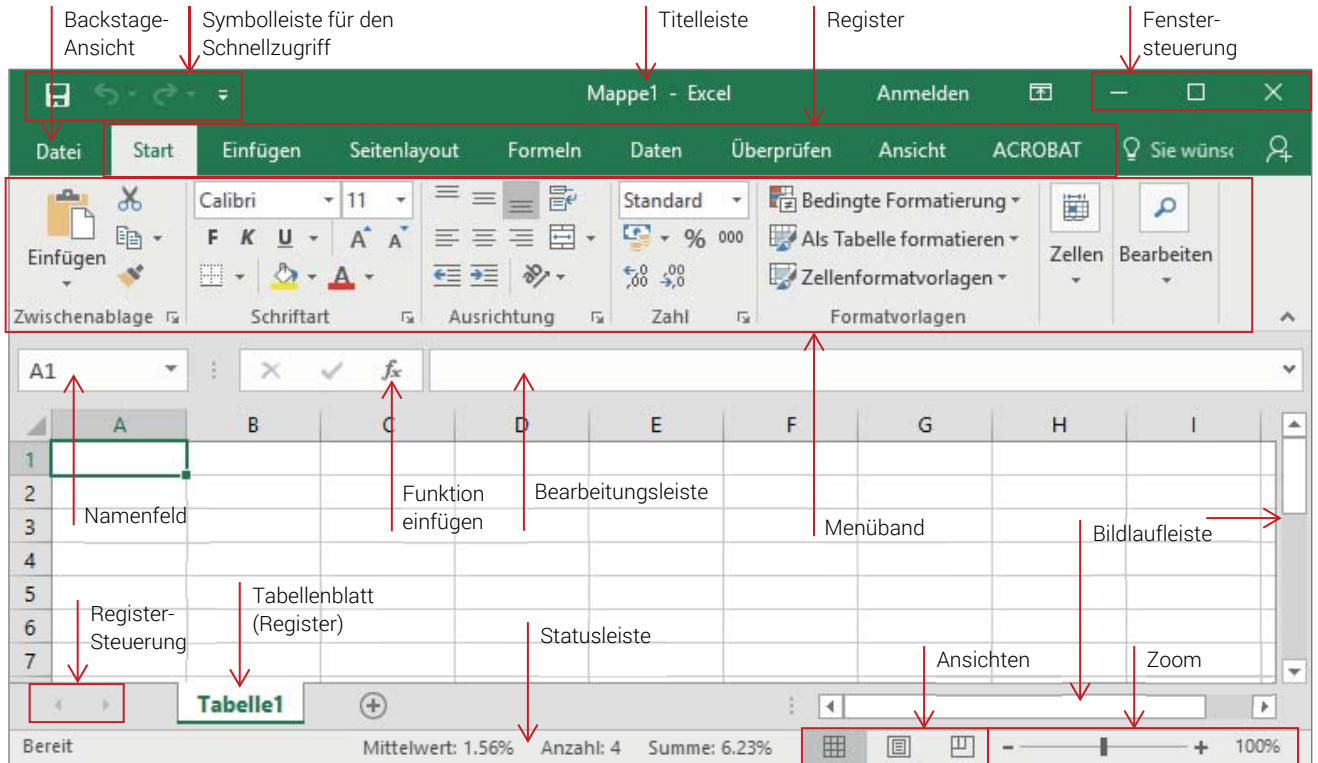 Backstage-
Ansicht
Symbolleiste für den
Schnellzugriff
Titelleiste
Register
Fenster-
steuerung
Mappe1 - Excel
Anmelden
Datei Start Einfügen Seitenlayout Formeln Daten Überprüfen Ansicht ACROBAT Sie wünsc
Calibri 11 Standard Bedingte Formatierung
F K U A A % 000 Als Tabelle formatieren
Einfügen Zellen Bearbeiten
A Zellenformatvorlagen
Zwischenablage Schriftart Ausrichtung Zahl Formatvorlagen
A1 fx
A B C D E F G H I
1
2
3
4
5
6
7
Namenfeld
Funktion
einfügen
Bearbeitungsleiste
Menüband
Bildlaufleiste
Register-
Steuerung
Tabellenblatt
(Register)
Statusleiste
Ansichten
Zoom
Tabelle1
Bereit Mittelwert: 1.56% Anzahl: 4 Summe: 6.23% - + 100%